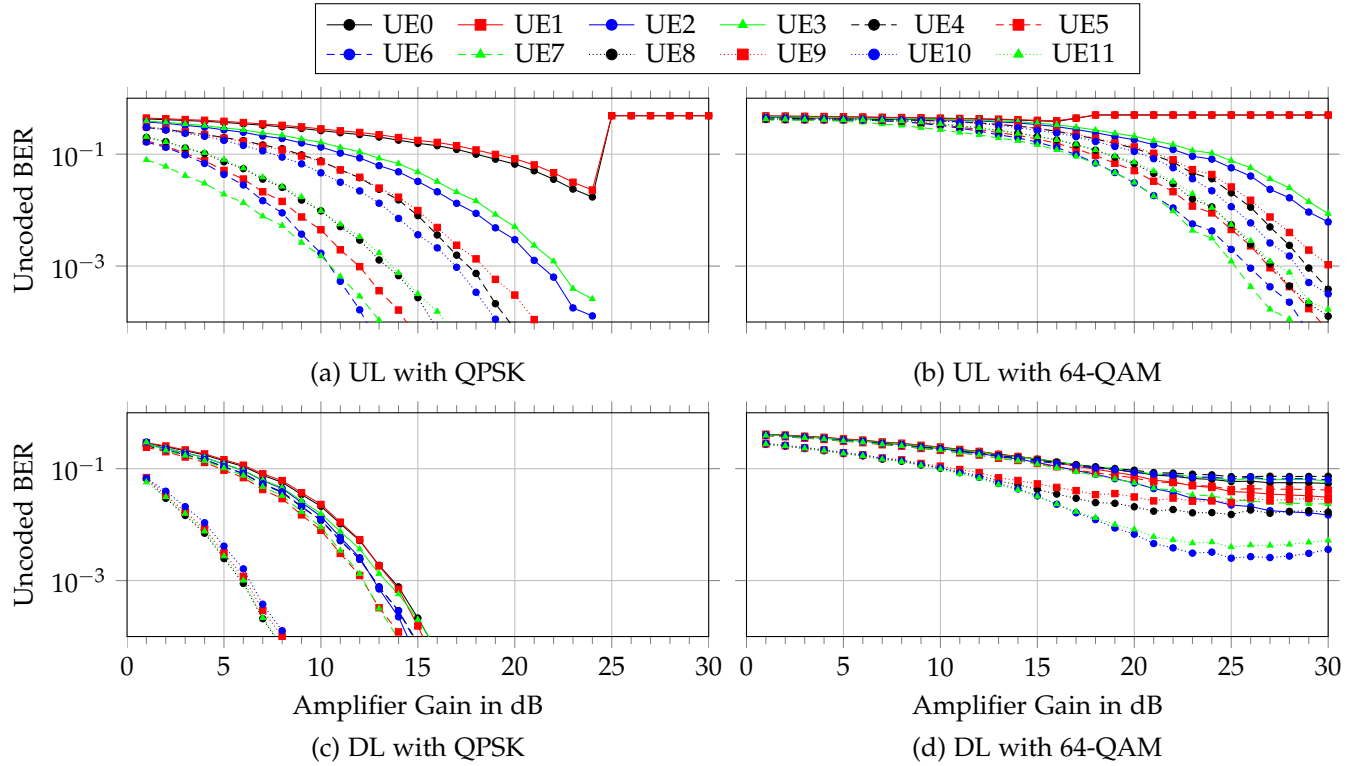 UE0 UE1 UE2 UE3 UE4 UE5
UE6 UE7 UE8 UE9 UE10 UE11
Uncoded BER
10−1
10−3
(a) UL with QPSK
(b) UL with 64-QAM
Uncoded BER
10−1
10−3
0 5 10 15 20 25 30
0 5 10 15 20 25 30
Amplifier Gain in dB
Amplifier Gain in dB
(c) DL with QPSK
(d) DL with 64-QAM